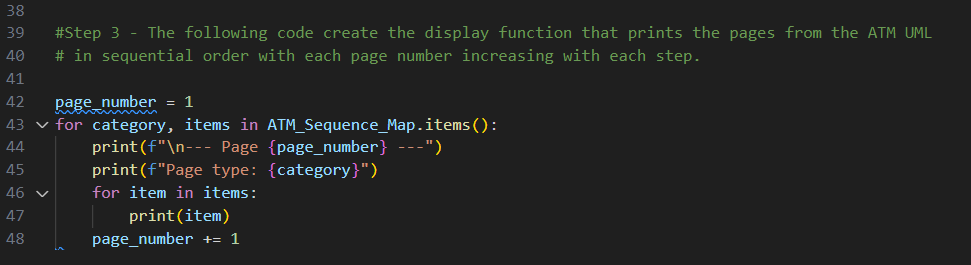 38
39 #Step 3 - The following code create the display function that prints the pages from the ATM UML
40 # in sequential order with each page number increasing with each step.
41
42 page_number = 1
43 for category, items in ATM_Sequence_Map.items():
44     print(f"\n--- Page {page_number} ---")
45     print(f"Page type: {category}")
46     for item in items:
47         print(item)
48     page_number += 1